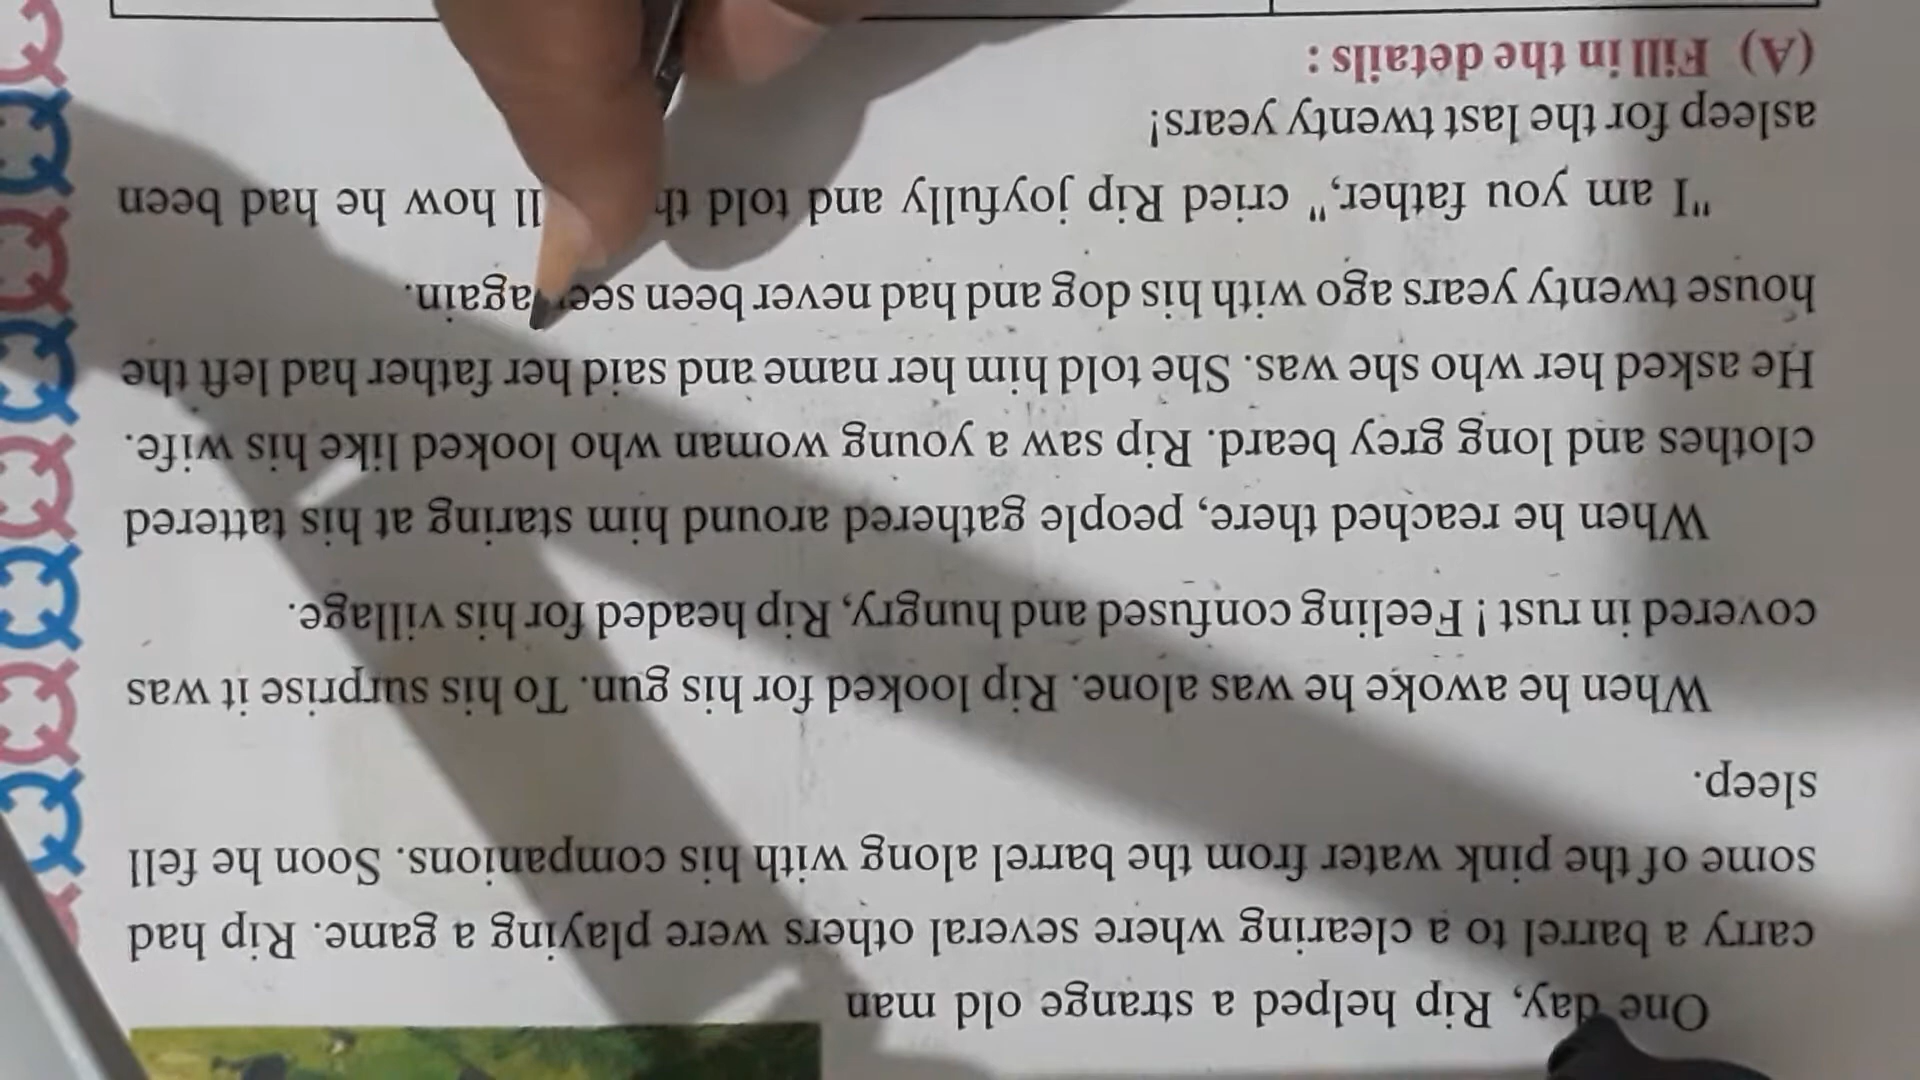 One day, Rip helped a strange old man
carry a barrel to a clearing where several others were playing a game. Rip had
some of the pink water from the barrel along with his companions. Soon he fell
sleep.
When he awoke he was alone. Rip looked for his gun. To his surprise it was
covered in rust! Feeling confused and hungry, Rip headed for his village.
When he reached there, people gathered around him staring at his tattered
clothes and long grey beard. Rip saw a young woman who looked like his wife.
He asked her who she was. She told him her name and said her father had left the
house twenty years ago with his dog and had never been seen again.
"I am you father," cried Rip joyfully and told how he had been
asleep for the last twenty years!
(A) Fill in the details :